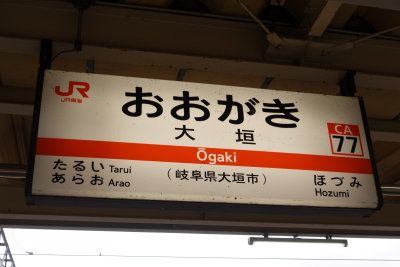 JR
JR東海
おおがき
大垣
CA
77
Ōgaki
たるい Tarui
あらお Arao
（岐阜県大垣市）
ほづみ
Hozumi